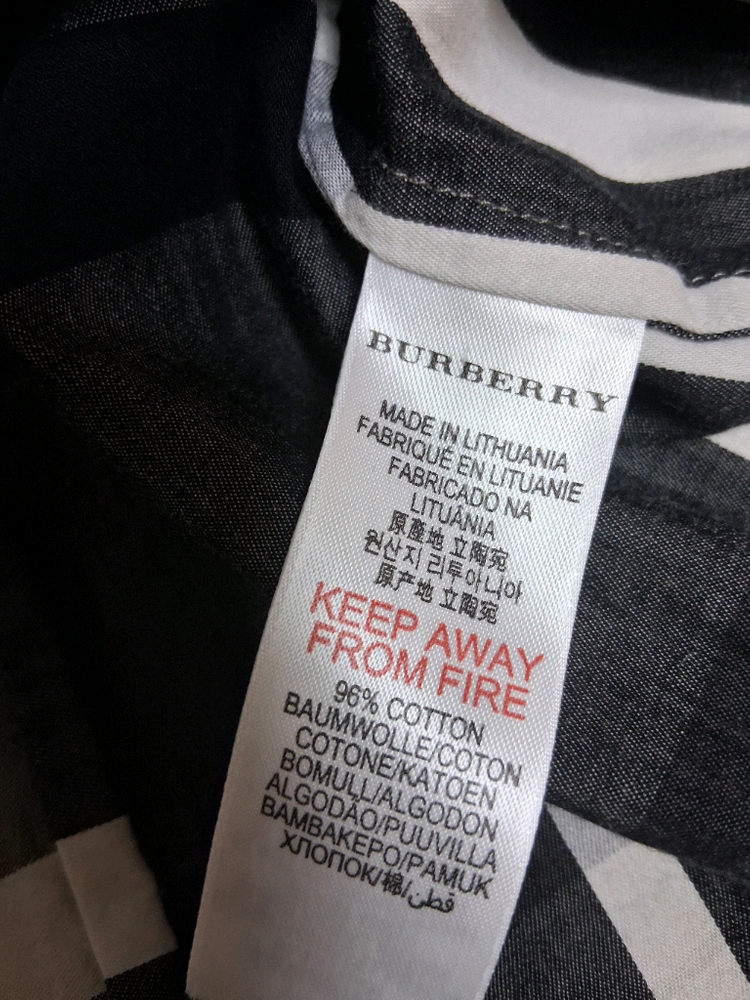 BURBERRY
MADE IN LITHUANIA
FABRIQUÉ EN LITUANIE
FABRICADO NA
LITUÂNIA
原產地 立陶宛
원산지 리투아니아
原产地 立陶宛
KEEP AWAY
FROM FIRE
96% COTTON
BAUMWOLLE/COTON
COTONE/KATOEN
BOMULL/ALGODON
ALGODÃO/PUUVILLA
BAMBAKEPO/PAMUK
ХЛОПОК/棉/قطن